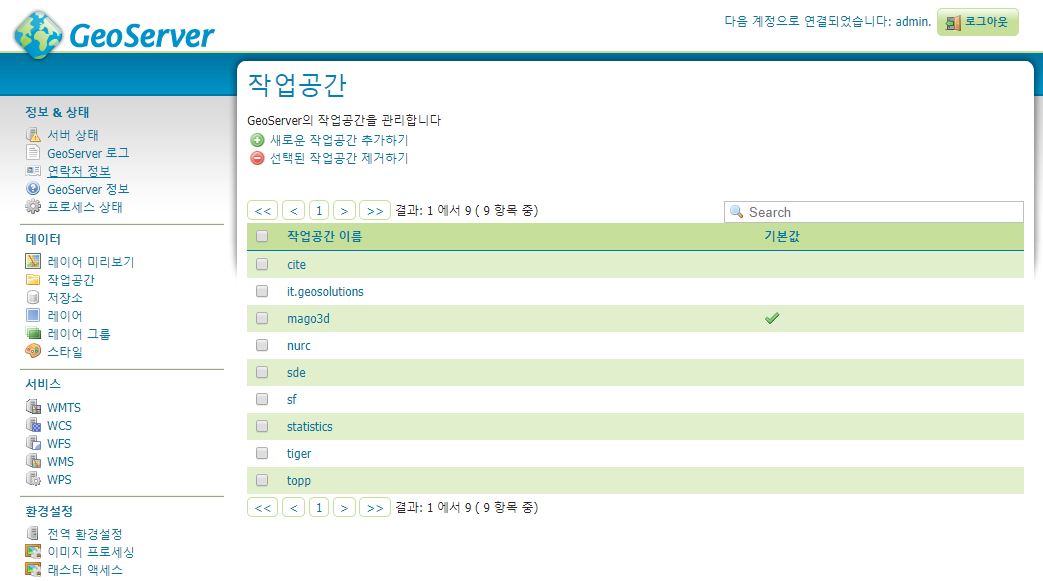 GeoServer
다음 계정으로 연결되었습니다: admin. 로그아웃
정보 & 상태
서버 상태
GeoServer 로그
연락처 정보
GeoServer 정보
프로세스 상태
데이터
레이어 미리보기
작업공간
저장소
레이어
레이어 그룹
스타일
서비스
WMTS
WCS
WFS
WMS
WPS
환경설정
전역 환경설정
이미지 프로세싱
래스터 액세스
작업공간
GeoServer의 작업공간을 관리합니다
새로운 작업공간 추가하기
선택된 작업공간 제거하기
<< < 1 > >> 결과: 1 에서 9 ( 9 항목 중) Search
작업공간 이름 기본값
cite
it.geosolutions
mago3d
nurc
sde
sf
statistics
tiger
topp
<< < 1 > >> 결과: 1 에서 9 ( 9 항목 중)